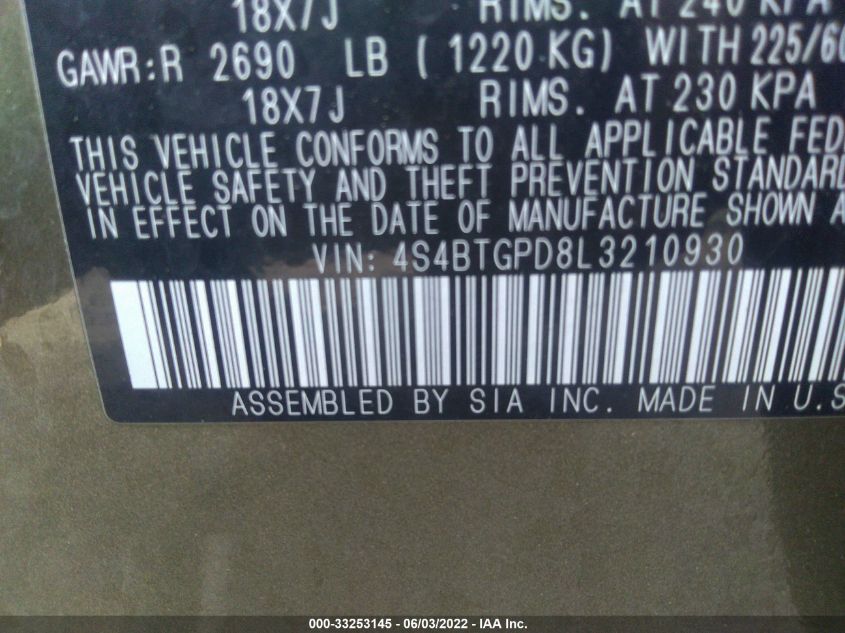 18X7J RIMS. AT 240 KPA
GAWR:R 2690 LB ( 1220 KG) WITH 225/60
18X7J RIMS. AT 230 KPA
THIS VEHICLE CONFORMS TO ALL APPLICABLE FED
VEHICLE SAFETY AND THEFT PREVENTION STANDARD
IN EFFECT ON THE DATE OF MANUFACTURE SHOWN A
VIN: 4S4BTGPD8L3210930
ASSEMBLED BY SIA INC. MADE IN U.S
000-33253145 - 06/03/2022 - IAA Inc.